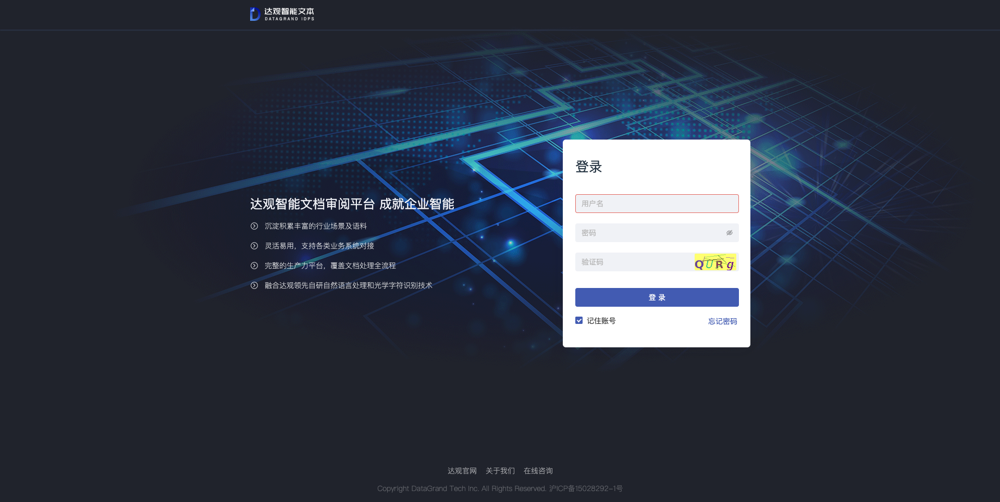 达观智能文本
DATAGRAND IDPS
达观智能文档审阅平台 成就企业智能
沉淀积累丰富的行业场景及语料
灵活易用，支持各类业务系统对接
完整的生产力平台，覆盖文档处理全流程
融合达观领先自研自然语言处理和光学字符识别技术
登录
用户名
密码
验证码 QURg
登 录
记住账号 忘记密码
达观官网 关于我们 在线咨询
Copyright DataGrand Tech Inc. All Rights Reserved. 沪ICP备15028292-1号